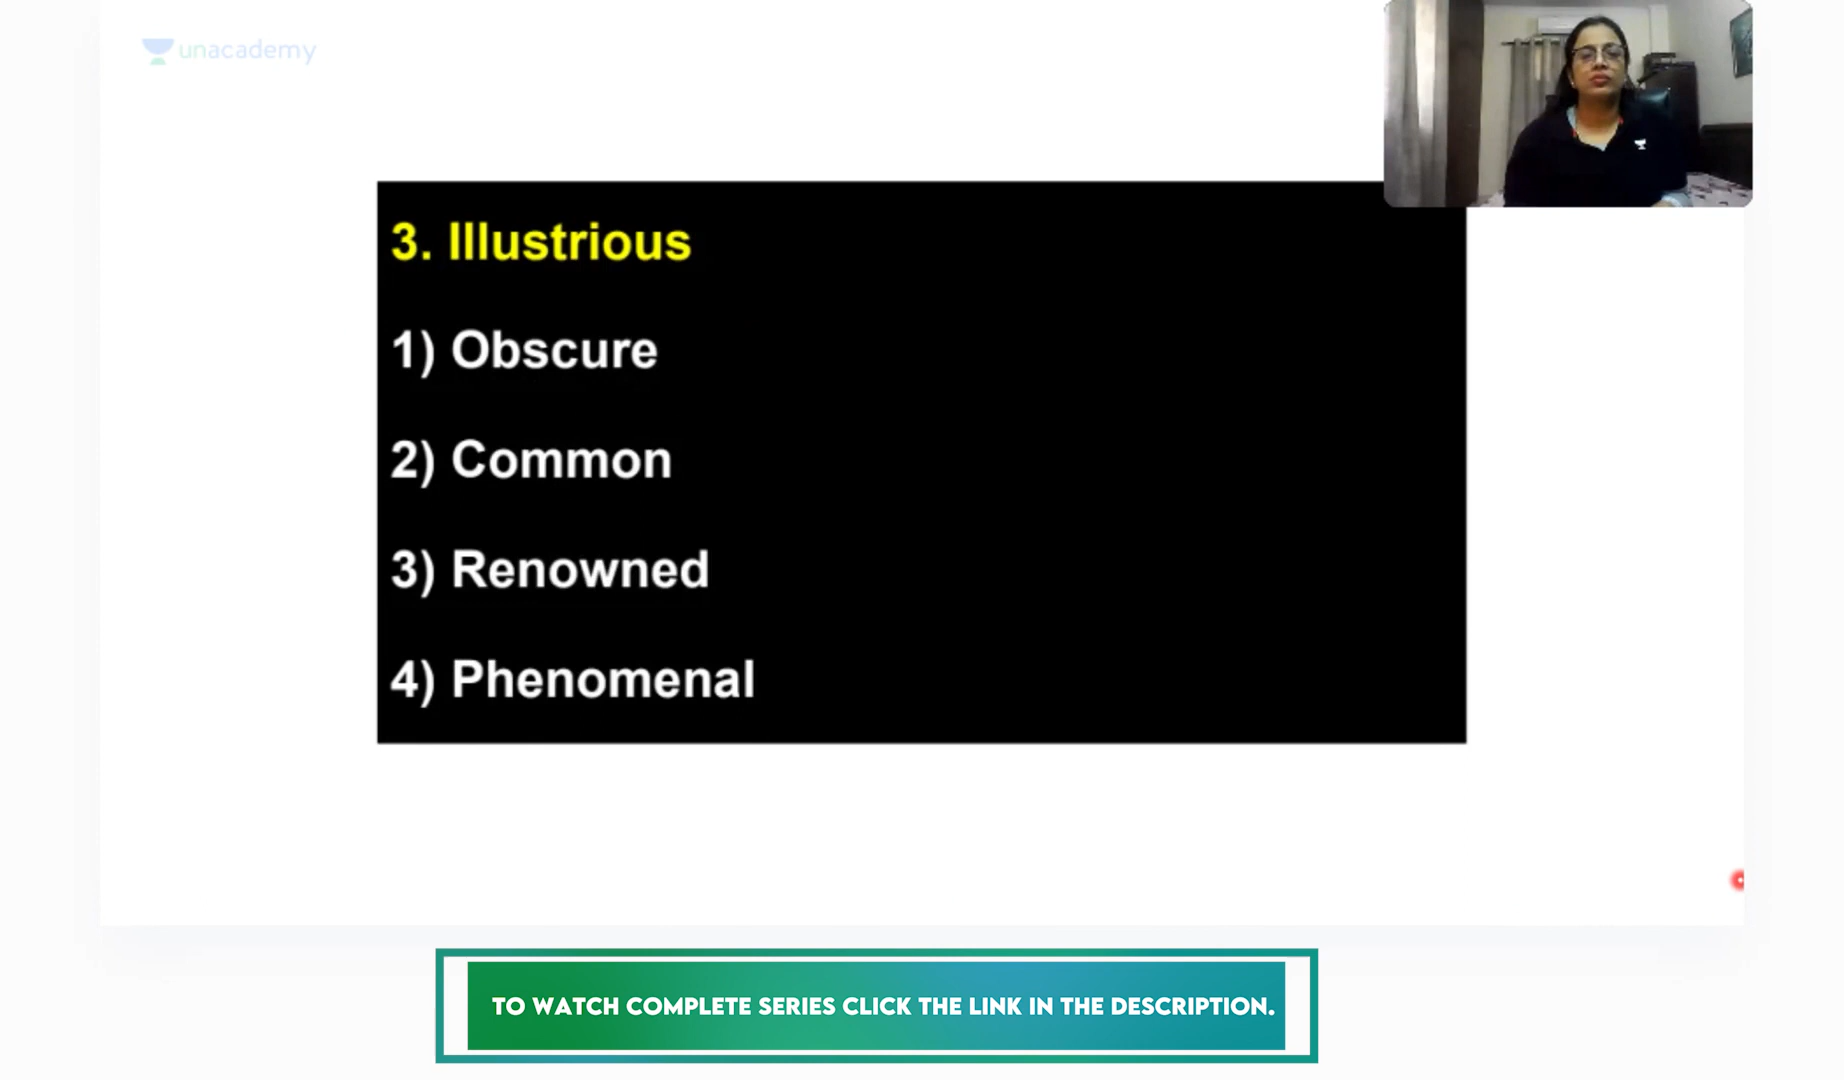 unacademy
3. Illustrious
1) Obscure
2) Common
3) Renowned
4) Phenomenal
TO WATCH COMPLETE SERIES CLICK THE LINK IN THE DESCRIPTION.